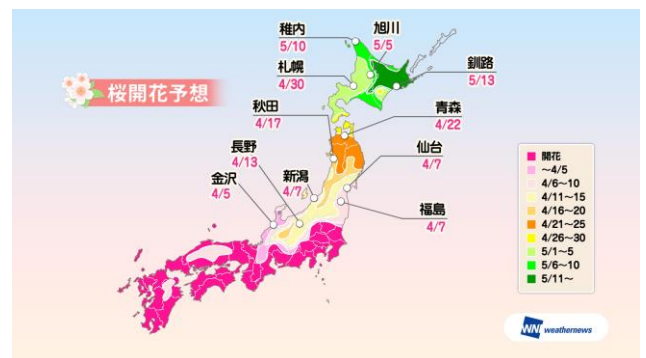 桜開花予想
稚内
5/10
旭川
5/5
札幌
4/30
釧路
5/13
秋田
4/17
青森
4/22
長野
4/13
仙台
4/7
新潟
4/7
金沢
4/5
福島
4/7
開花
～4/5
4/6～10
4/11～15
4/16～20
4/21～25
4/26～30
5/1～5
5/6～10
5/11～
WNI weathernews